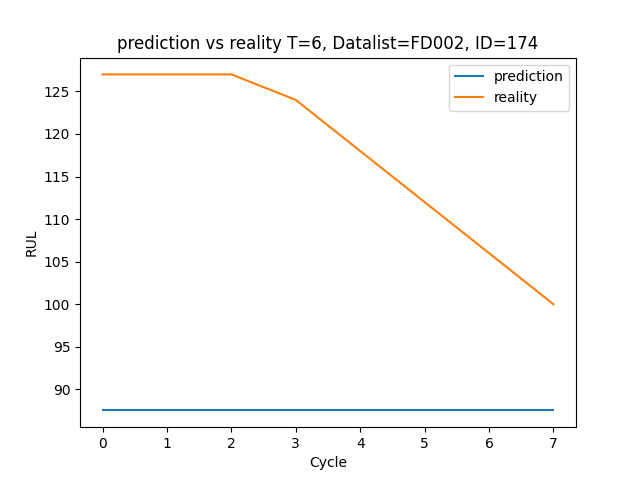 prediction vs reality T=6, Datalist=FD002, ID=174
prediction
reality
125
120
115
110
105
100
95
90
RUL
0 1 2 3 4 5 6 7
Cycle